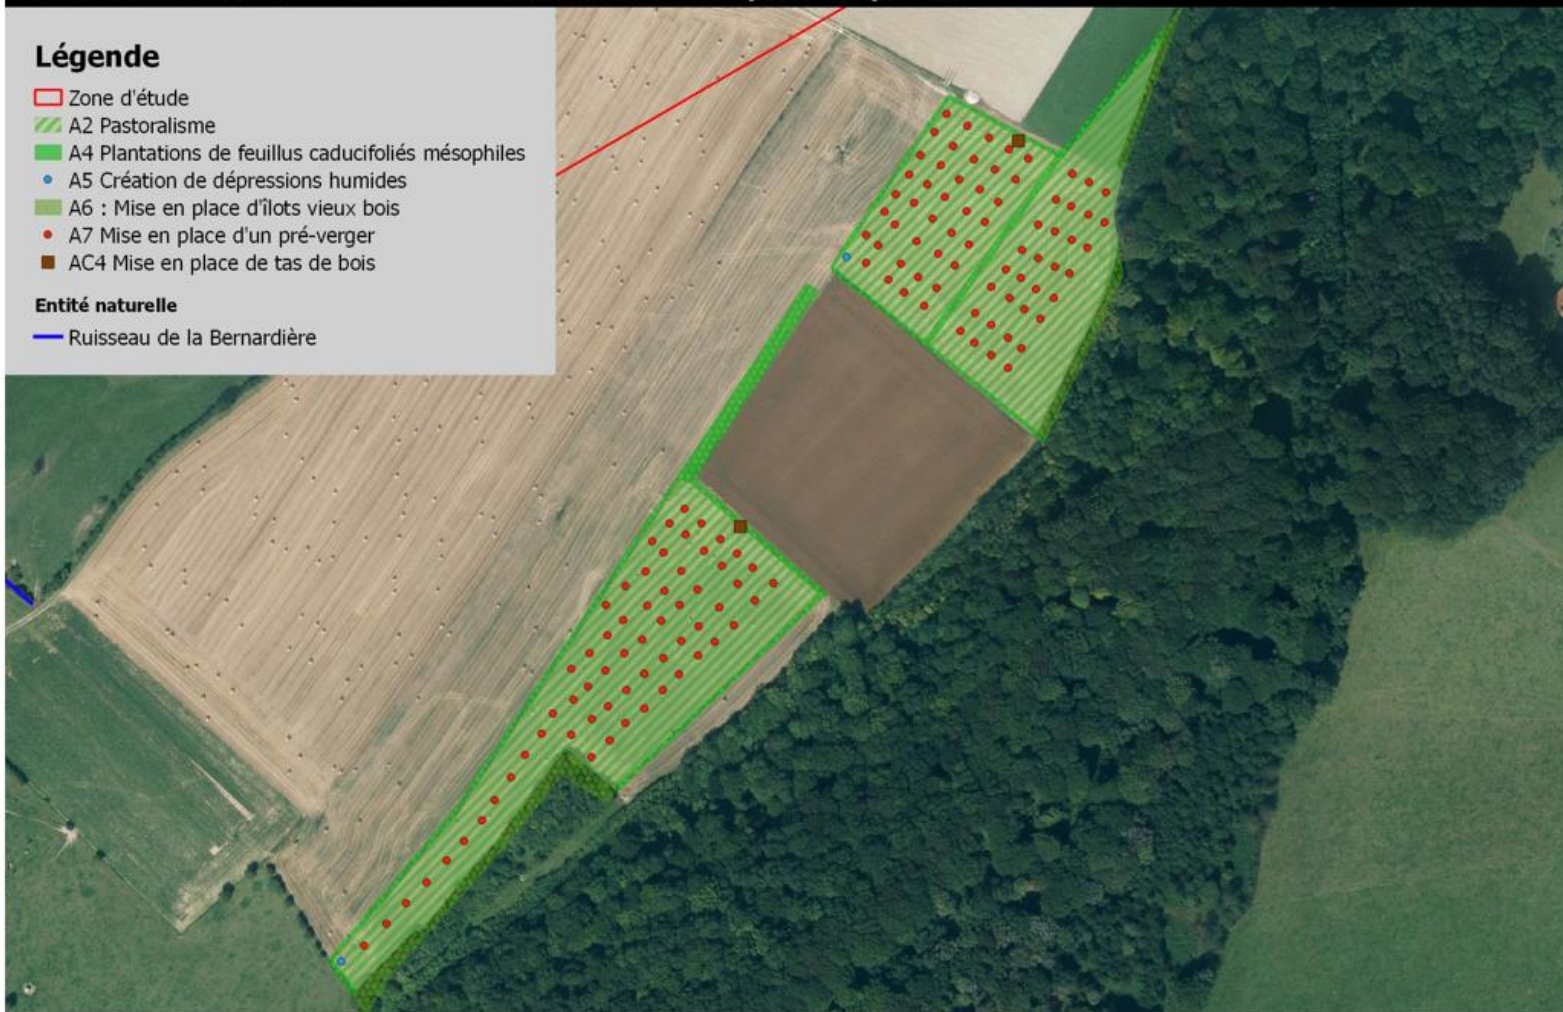 Légende
Zone d'étude
A2 Pastoralisme
A4 Plantations de feuillus caducifoliés mésophiles
A5 Création de dépressions humides
A6 : Mise en place d'îlots vieux bois
A7 Mise en place d'un pré-verger
AC4 Mise en place de tas de bois
Entité naturelle
Ruisseau de la Bernardière